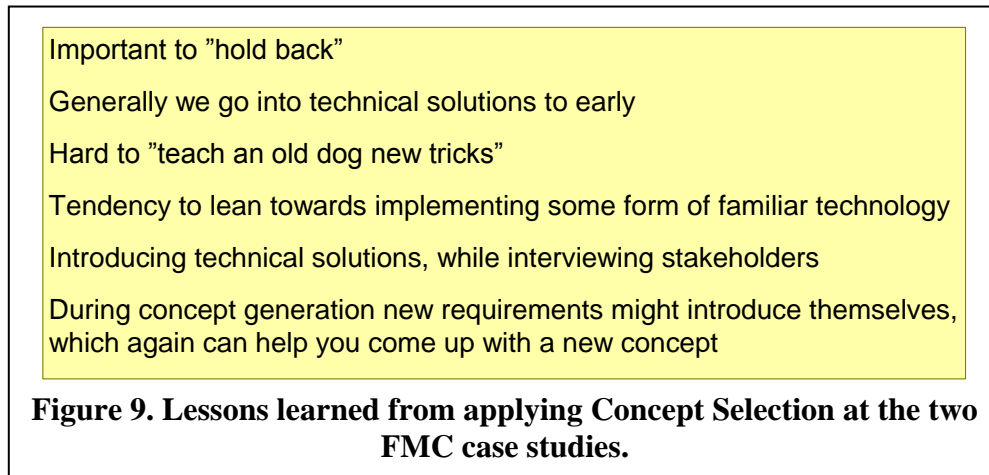 Important to ”hold back”
Generally we go into technical solutions to early
Hard to ”teach an old dog new tricks”
Tendency to lean towards implementing some form of familiar technology
Introducing technical solutions, while interviewing stakeholders
During concept generation new requirements might introduce themselves,
which again can help you come up with a new concept
Figure 9. Lessons learned from applying Concept Selection at the two
FMC case studies.